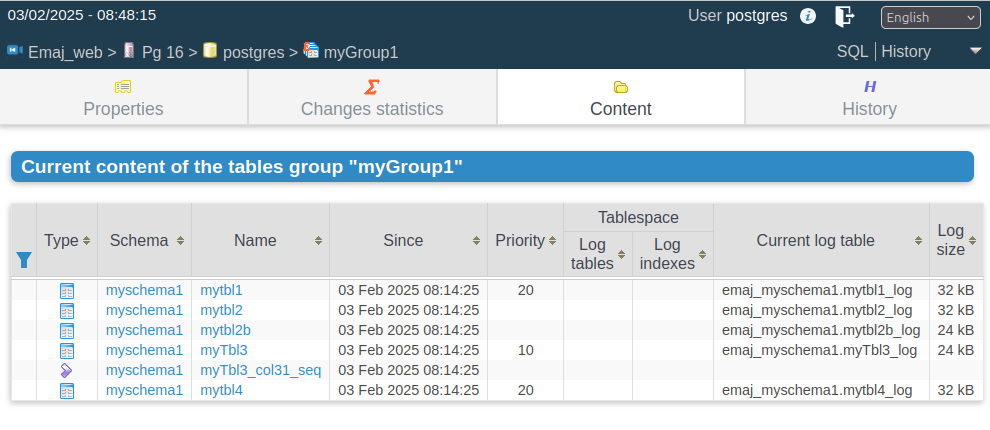 03/02/2025 - 08:48:15 User postgres English
Emaj_web > Pg 16 > postgres > myGroup1 SQL History
Properties Changes statistics Content History
Current content of the tables group "myGroup1"
Type Schema Name Since Priority Tablespace Current log table Log size
Log tables Log indexes
myschema1 mytbl1 03 Feb 2025 08:14:25 20 emaj_myschema1.mytbl1_log 32 kB
myschema1 mytbl2 03 Feb 2025 08:14:25 emaj_myschema1.mytbl2_log 32 kB
myschema1 mytbl2b 03 Feb 2025 08:14:25 emaj_myschema1.mytbl2b_log 24 kB
myschema1 myTbl3 03 Feb 2025 08:14:25 10 emaj_myschema1.myTbl3_log 24 kB
myschema1 myTbl3_col31_seq 03 Feb 2025 08:14:25
myschema1 mytbl4 03 Feb 2025 08:14:25 20 emaj_myschema1.mytbl4_log 32 kB